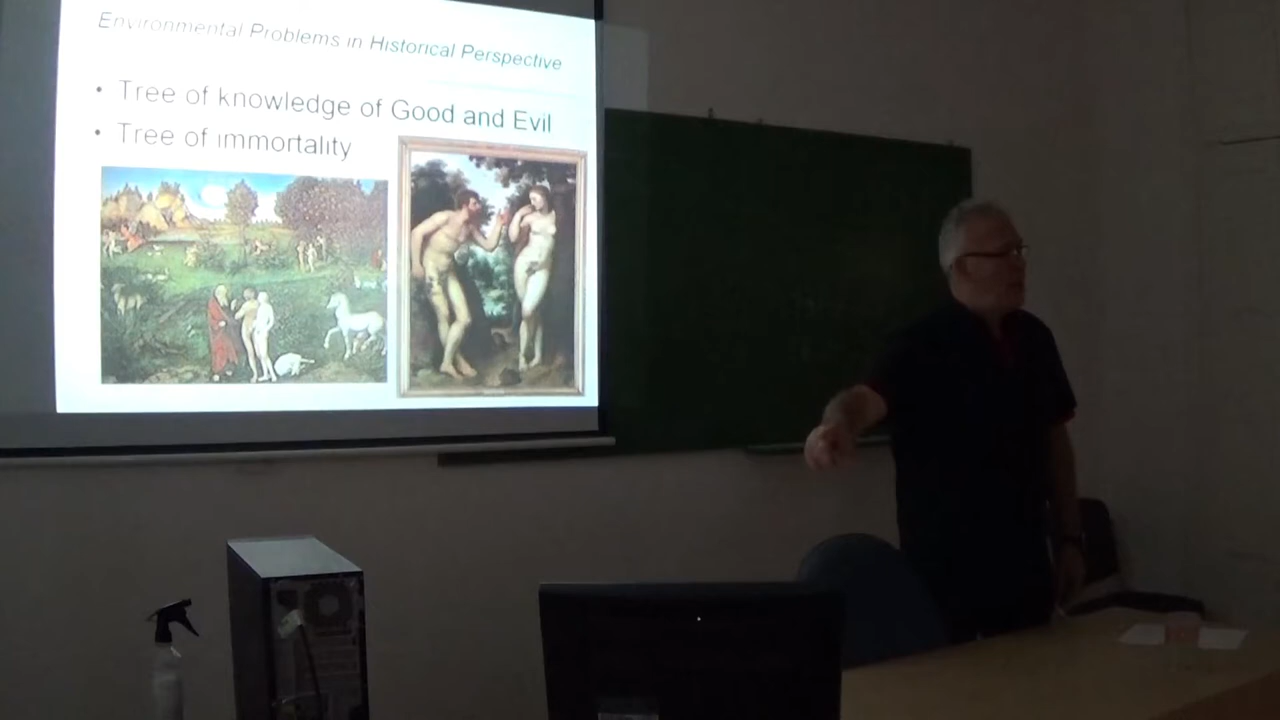 Environmental Problems in Historical Perspective
• Tree of knowledge of Good and Evil
• Tree of immortality